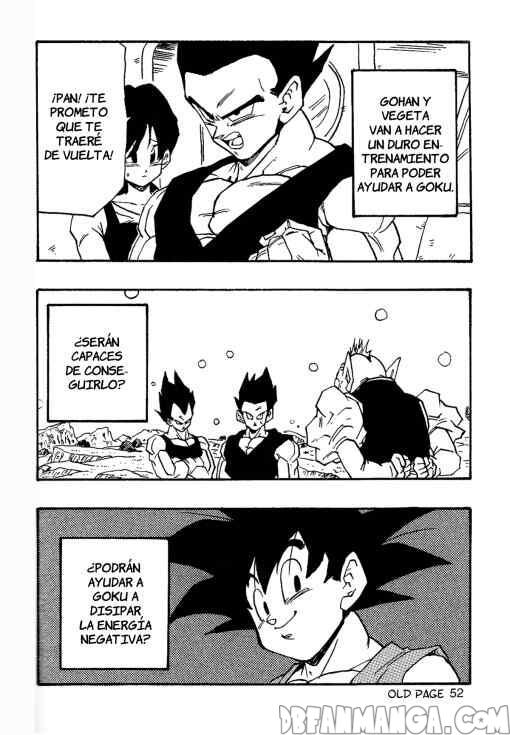 ¡PAN! ¡TE
PROMETO
QUE TE
TRAERÉ
DE VUELTA!
GOHAN Y
VEGETA
VAN A HACER
UN DURO EN-
TRENAMIENTO
PARA PODER
AYUDAR A GOKU.
¿SERÁN
CAPACES
DE CONSE-
GUIRLO?
¿PODRÁN
AYUDAR A
GOKU A
DISIPAR
LA ENERGÍA
NEGATIVA?
OLD PAGE 52
DBFANMANGA.COM